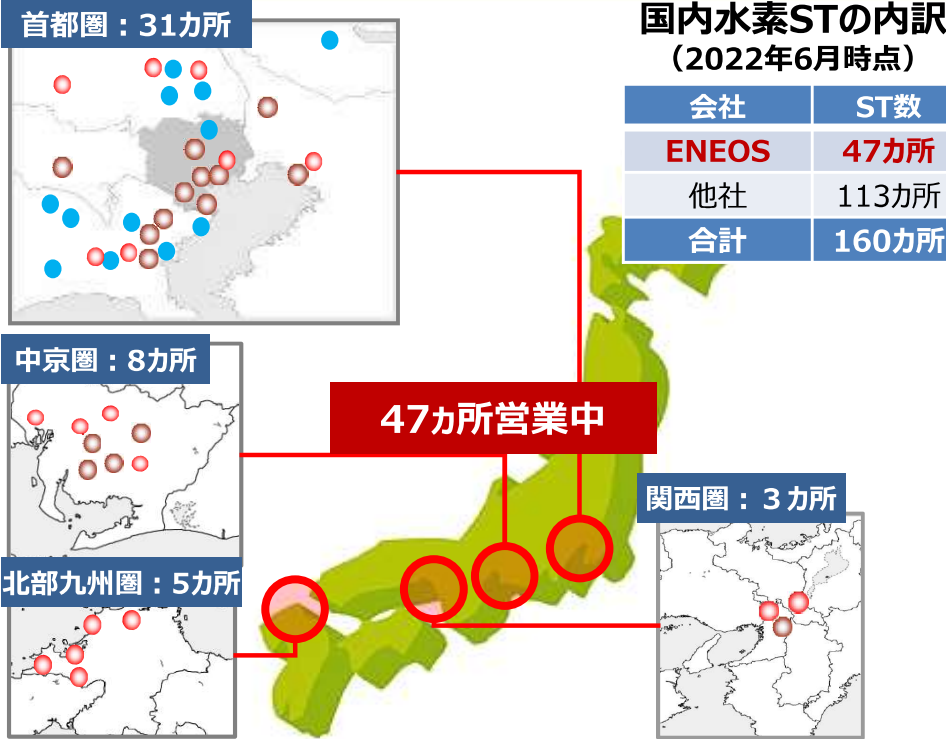 首都圏：31カ所
国内水素STの内訳
（2022年6月時点）
会社 ST数
ENEOS 47カ所
他社 113カ所
合計 160カ所
中京圏：8カ所
47ヵ所営業中
関西圏：３カ所
北部九州圏：5カ所